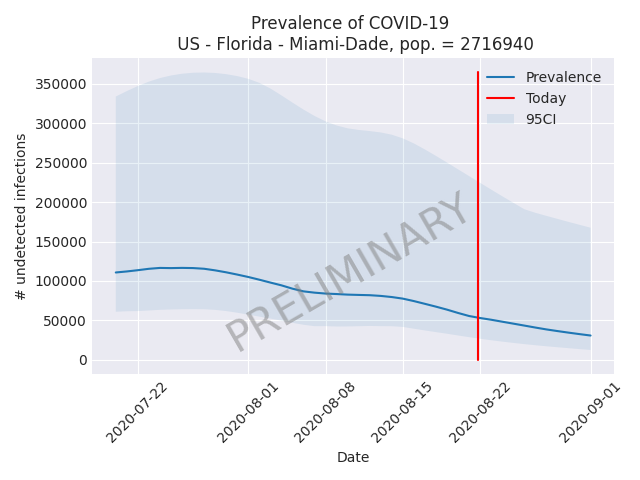 Prevalence of COVID-19
US - Florida - Miami-Dade, pop. = 2716940
Prevalence
Today
95CI
# undetected infections
350000
300000
250000
200000
150000
100000
50000
0
PRELIMINARY
2020-07-22
2020-08-01
2020-08-08
2020-08-15
2020-08-22
2020-09-01
Date